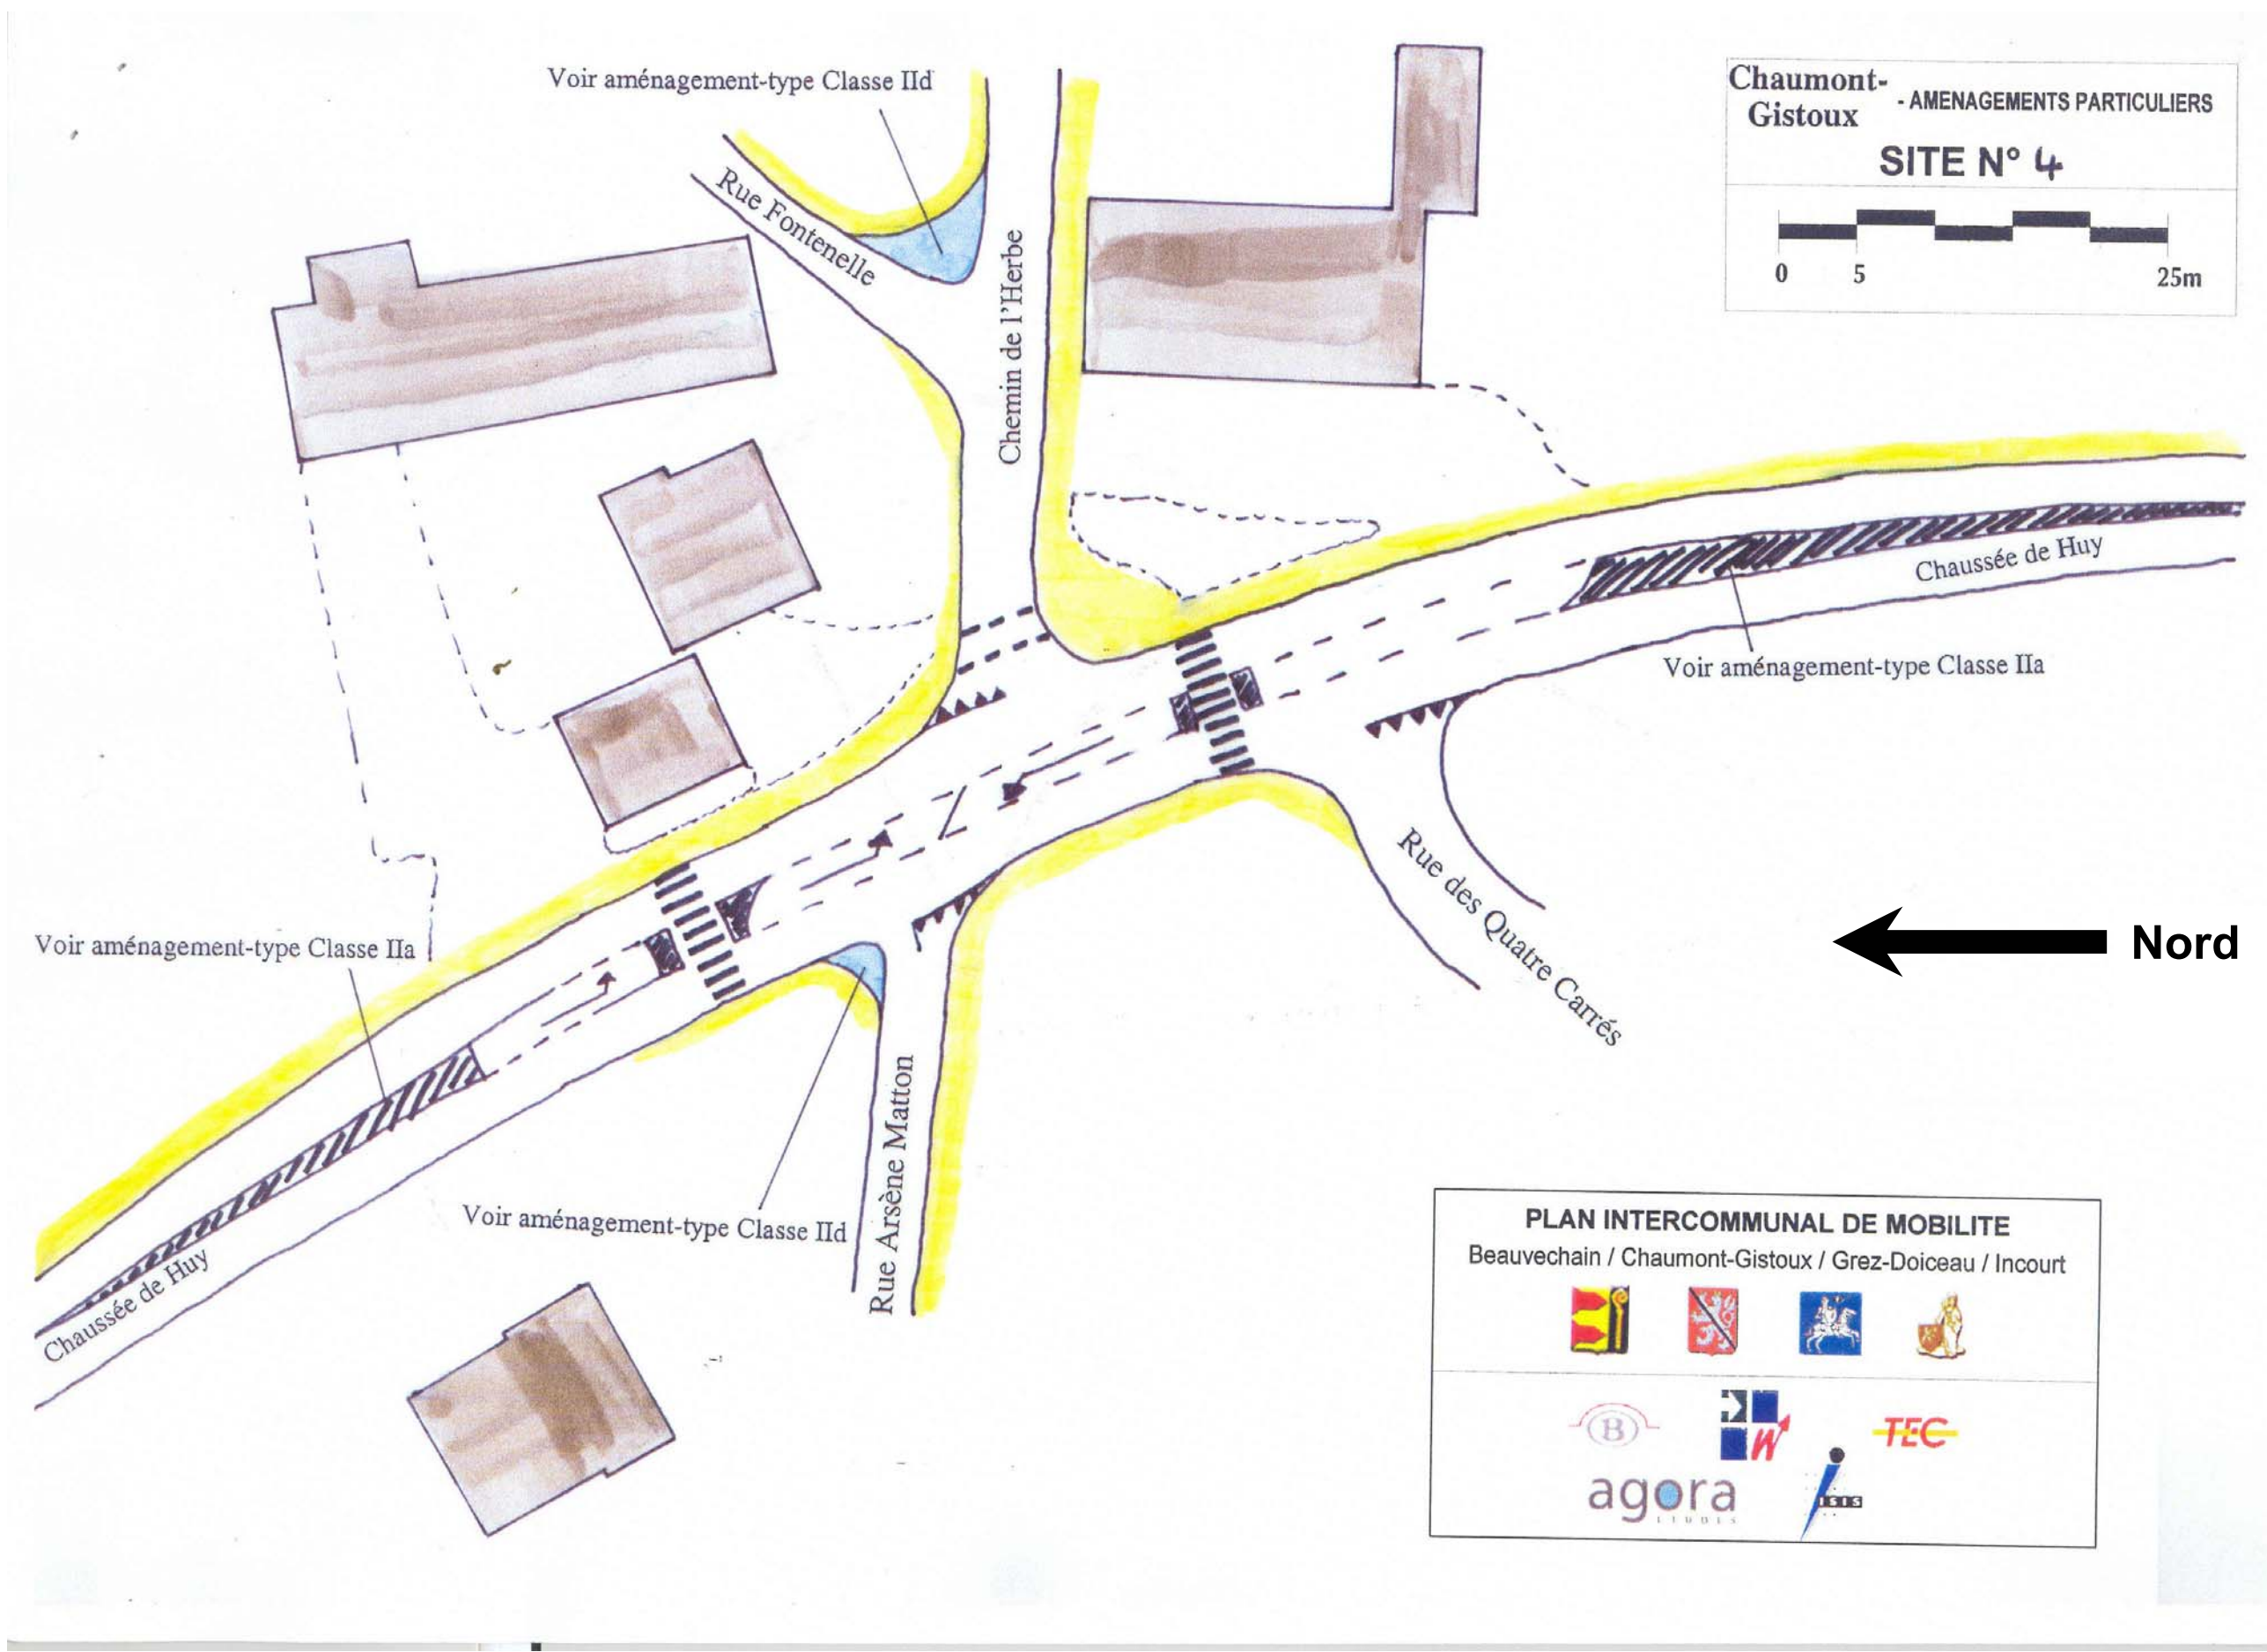 Voir aménagement-type Classe IId
Chaumont-
Gistoux
- AMENAGEMENTS PARTICULIERS
SITE N° 4
0 5 25m
Rue Fontenelle
Chemin de l'Herbe
Chaussée de Huy
Voir aménagement-type Classe IIa
Rue des Quatre Carrés
Nord
Voir aménagement-type Classe IIa
Rue Arsène Matton
Voir aménagement-type Classe IId
Chaussée de Huy
PLAN INTERCOMMUNAL DE MOBILITE
Beauvechain / Chaumont-Gistoux / Grez-Doiceau / Incourt
B
W
TEC
agora
ETUDES
ISIS